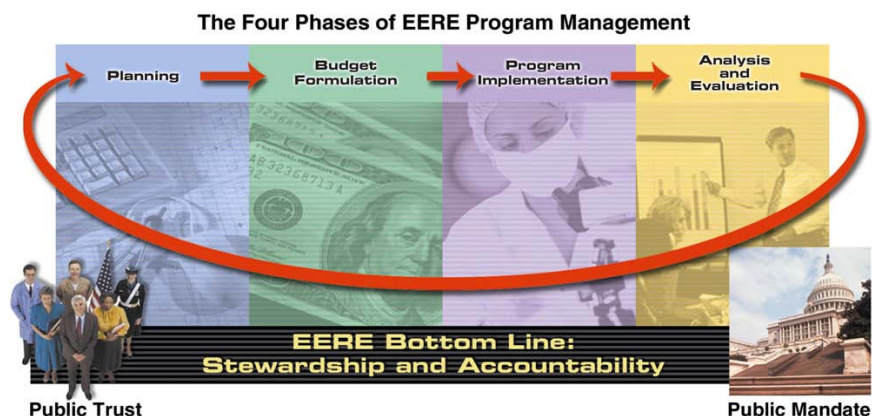 The Four Phases of EERE Program Management
Planning
Budget
Formulation
Program
Implementation
Analysis
and
Evaluation
AB32368713A
EERE Bottom Line:
Stewardship and Accountability
Public Trust
Public Mandate